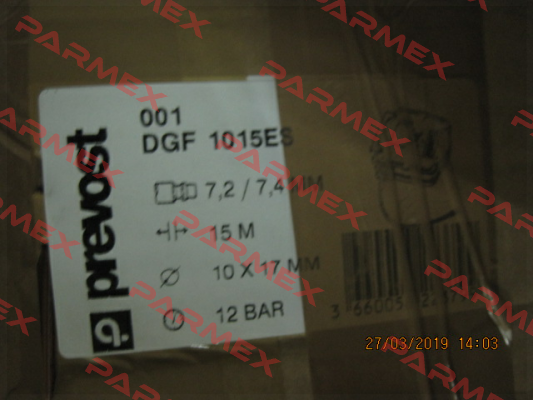 prevost
001
DGF 1015ES
7,2 / 7,4 MM
15 M
10 X 17 MM
12 BAR
27/03/2019 14:03
PARMEX
PARMEX
PARMEX
PARMEX
PARMEX
PARMEX
PARMEX